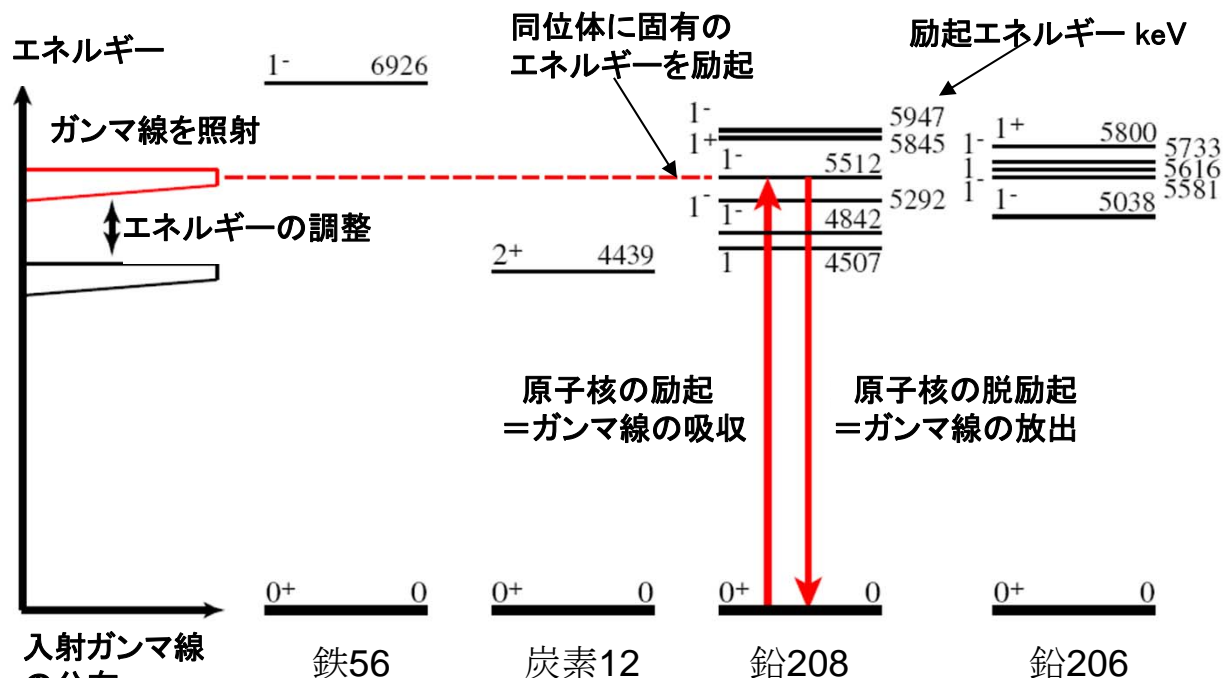 エネルギー
1- 6926
同位体に固有の
エネルギーを励起
励起エネルギー keV
ガンマ線を照射
エネルギーの調整
2+ 4439
1- 5947
1+ 5845
1- 5512
1- 5292
1- 4842
1 4507
1+ 5800
1- 5733
1 5616
1- 5581
1- 5038
原子核の励起
＝ガンマ線の吸収
原子核の脱励起
＝ガンマ線の放出
0+ 0
0+ 0
0+ 0
0+ 0
入射ガンマ線
鉄56
炭素12
鉛208
鉛206